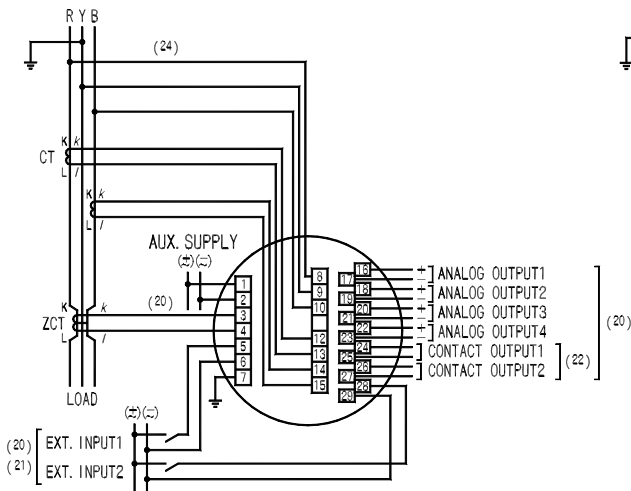 R Y B
(24)
K k
CT
L l
K k
L l
AUX. SUPPLY
(±)(~)
(20)
K k
ZCT
L l
LOAD
1
2
3
4
5
6
7
8
9
10
12
13
14
15
16
17
18
19
20
21
22
23
24
25
26
27
28
29
+
-
ANALOG OUTPUT1
+
-
ANALOG OUTPUT2
+
-
ANALOG OUTPUT3
+
-
ANALOG OUTPUT4
CONTACT OUTPUT1
CONTACT OUTPUT2
(22)
(20)
(±)(~)
(20)
(21)
EXT. INPUT1
EXT. INPUT2